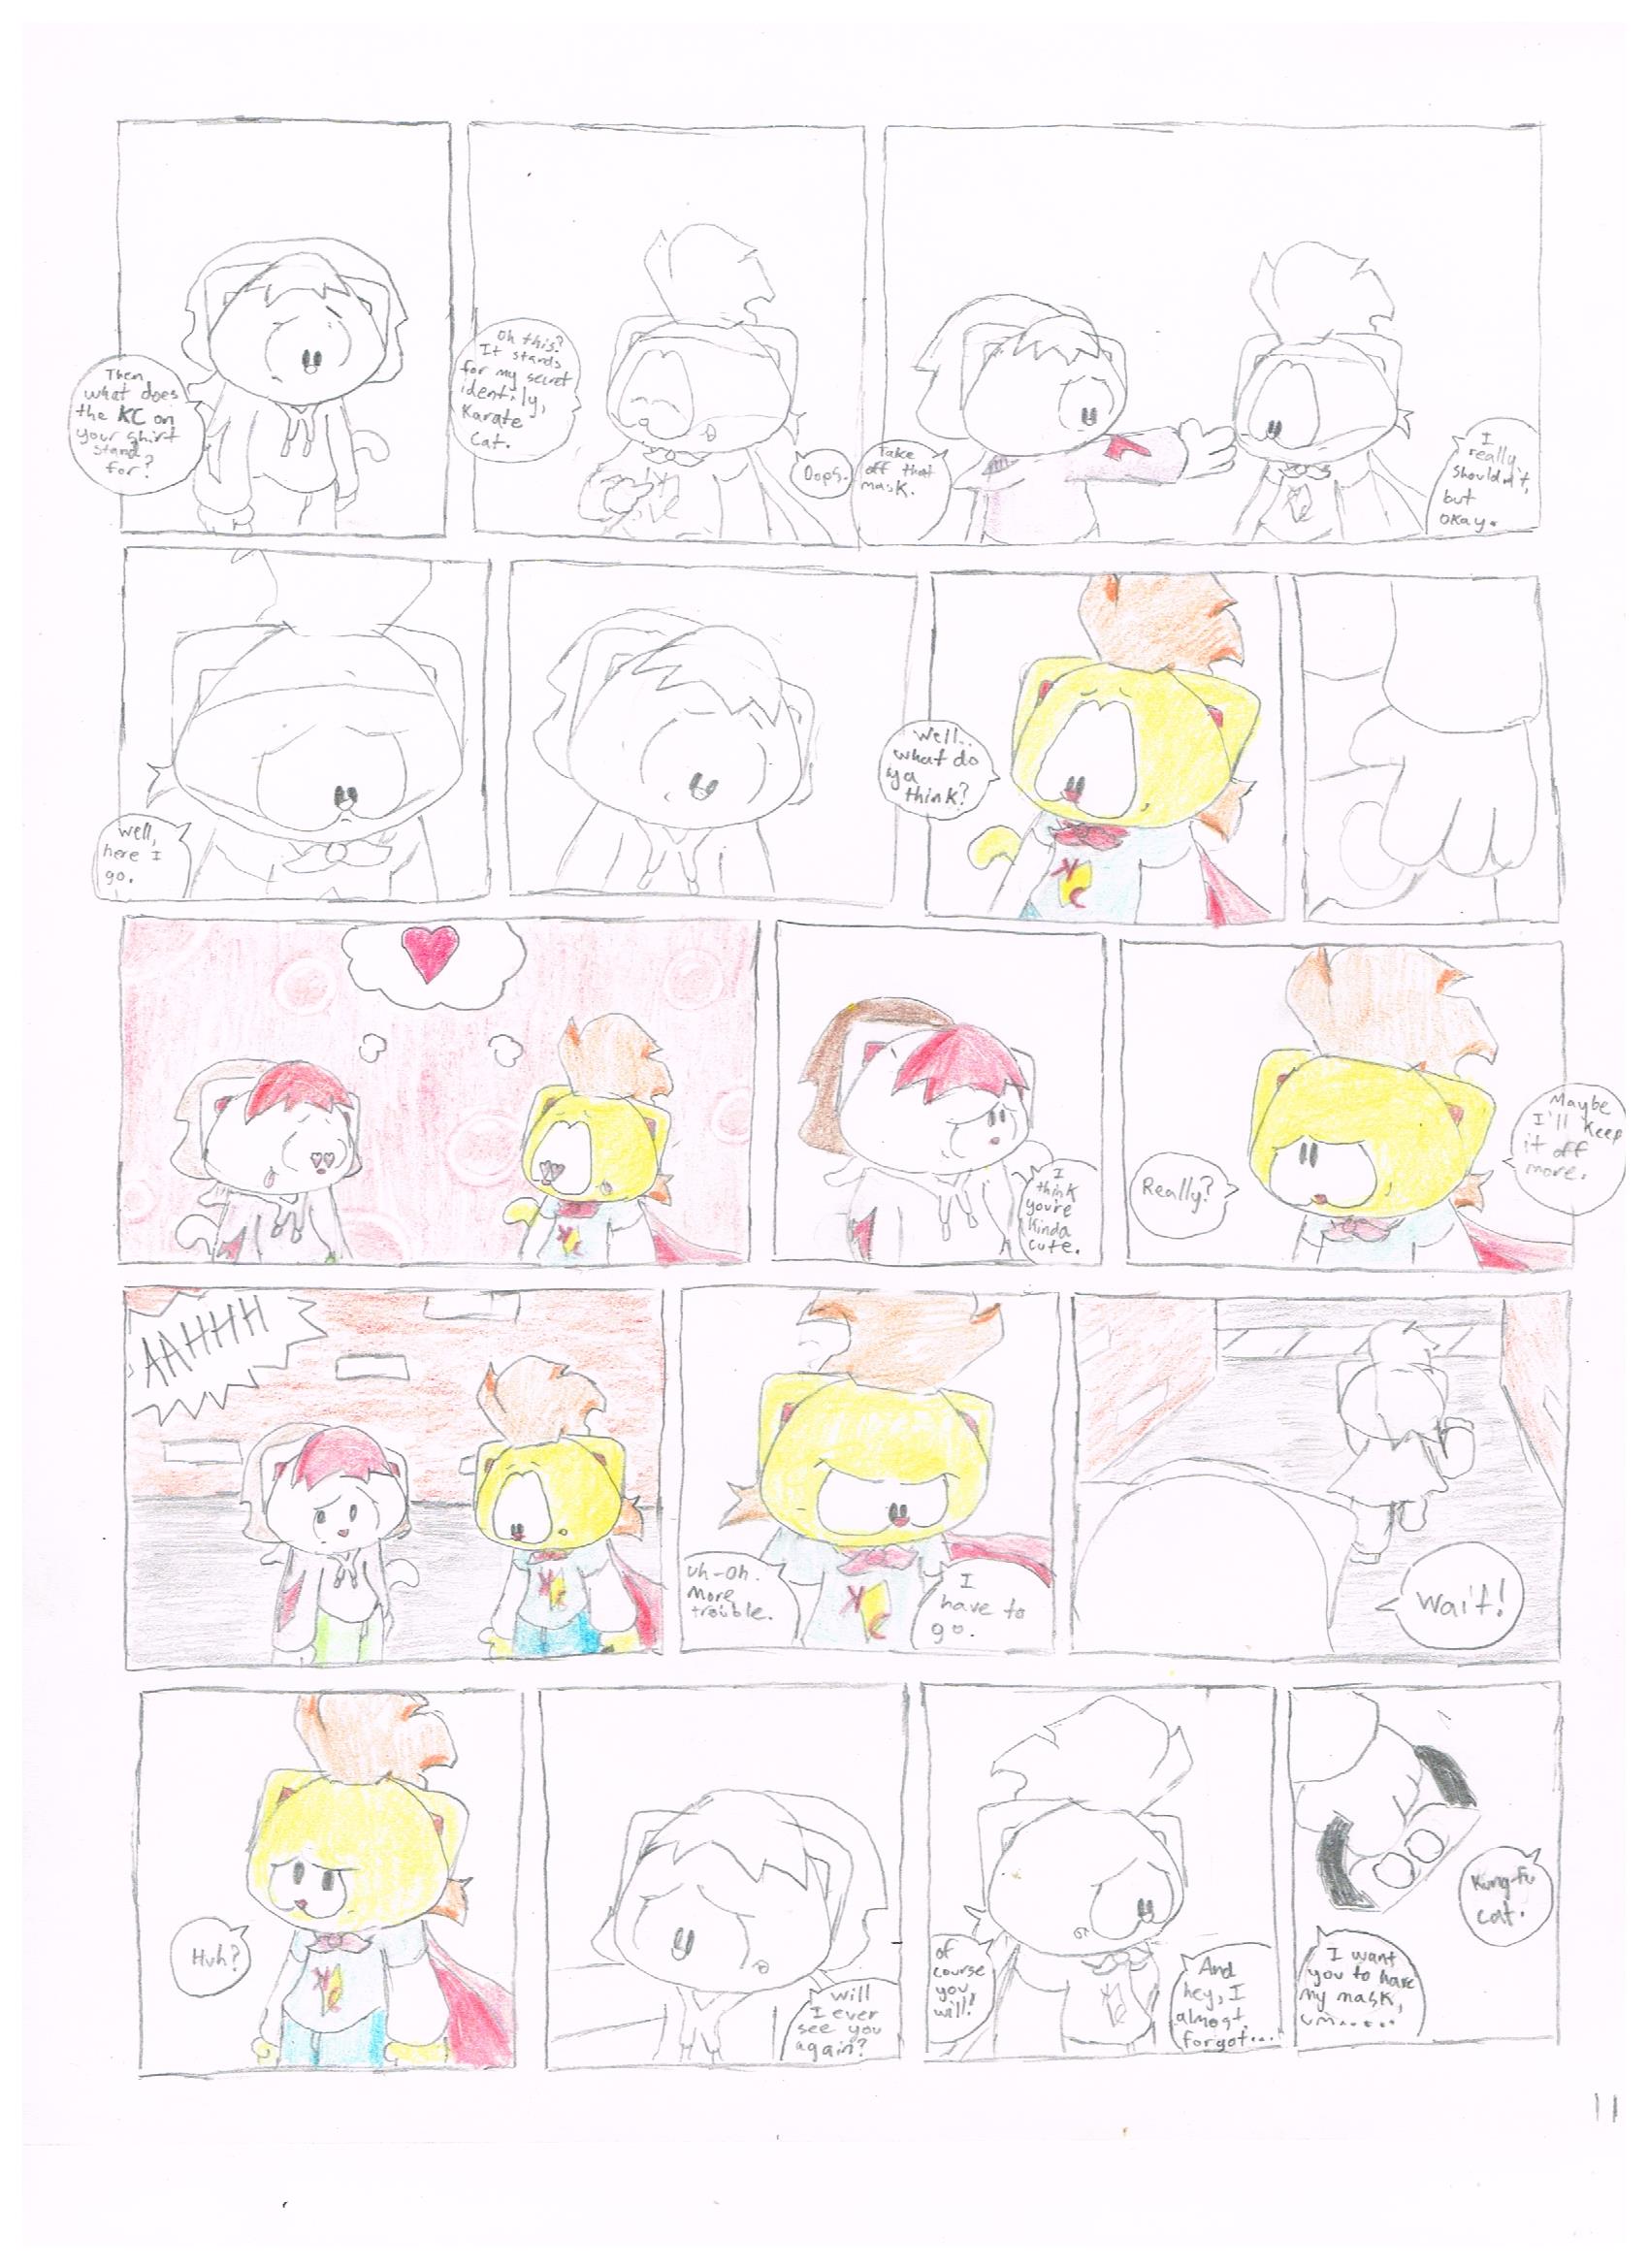 Then
what does
the KC on
your shirt
stand
for?
Oh this?
It stands
for my secret
identily,
Karate
Cat.
Oops.
Take
off that
mask.
I
really
shouldn't,
but
okay.
Well,
here I
go.
Well..
what do
ya
think?
I
think
you're
kinda
cute.
Really?
Maybe
I'll keep
it off
more.
AAHHH
uh-oh.
More
trouble.
I
have to
go.
Wait!
Huh?
Will
I ever
see you
again?
of
course
you
will!
And
hey, I
almost
forgot....
I want
you to have
my mask,
um......
Kung-fu
cat.
11